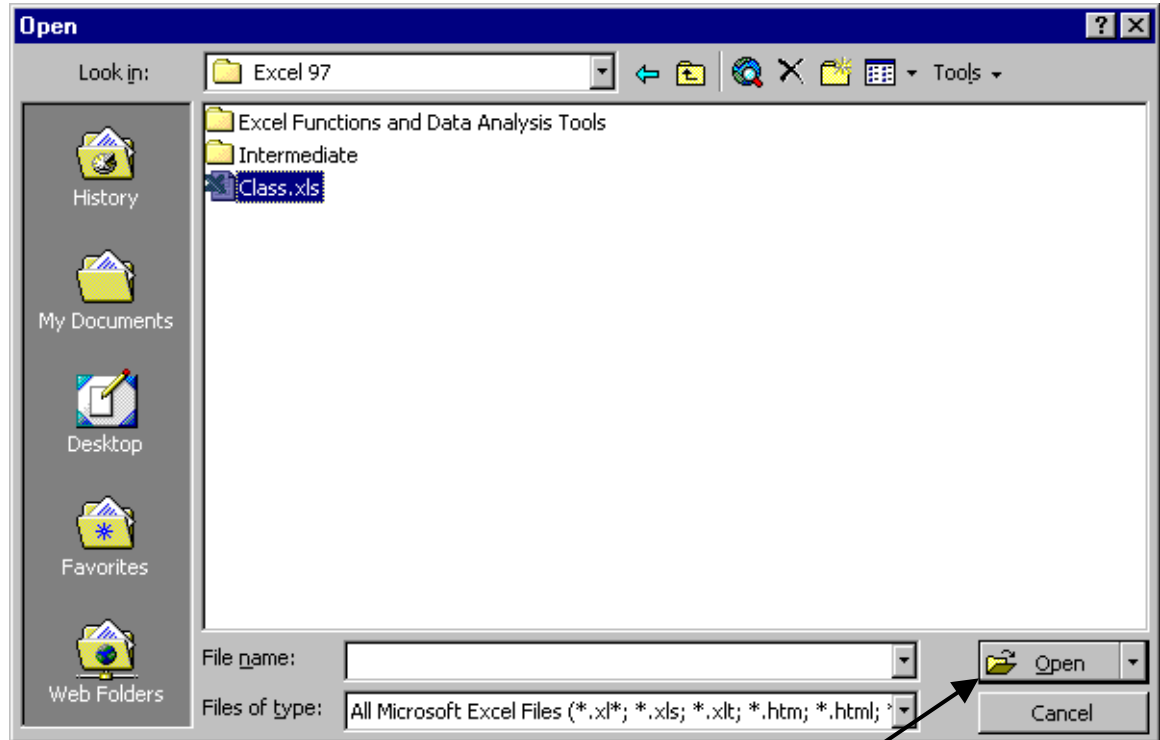 Open
Look in:
Excel 97
Tools
Excel Functions and Data Analysis Tools
Intermediate
Class.xls
History
My Documents
Desktop
Favorites
Web Folders
File name:
Open
Files of type:
All Microsoft Excel Files (*.xl*; *.xls; *.xlt; *.htm; *.html; *
Cancel